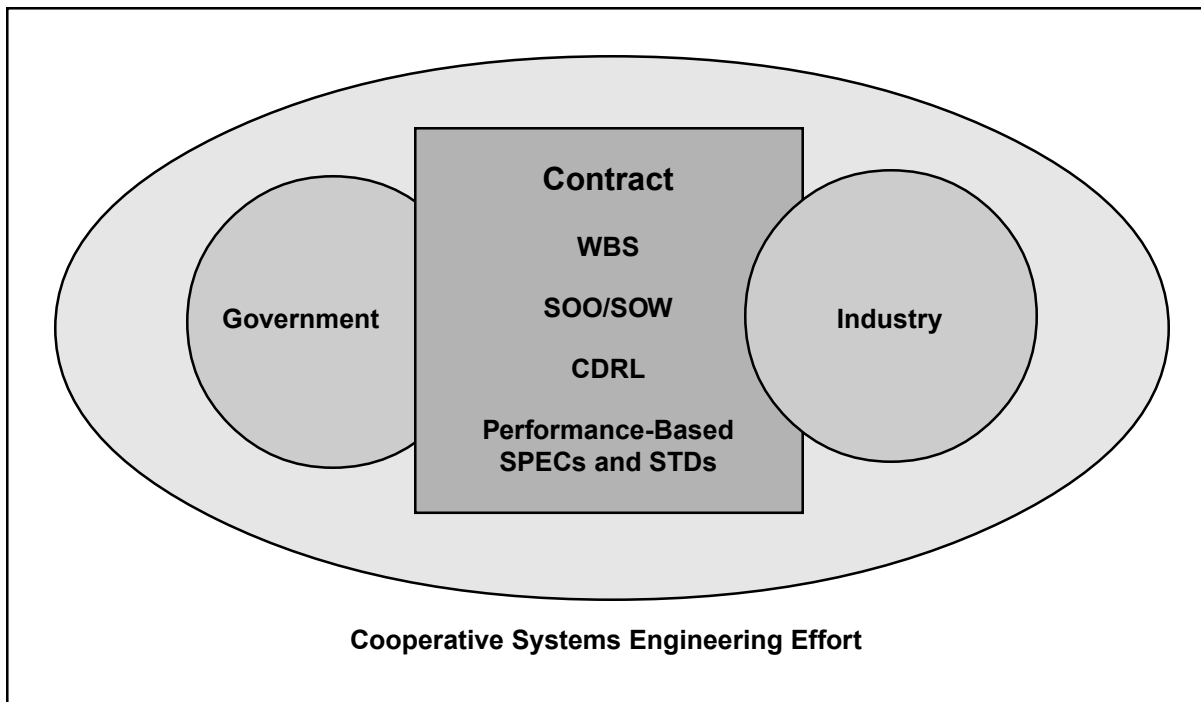 Contract
WBS
Government
SOO/SOW
Industry
CDRL
Performance-Based
SPECs and STDs
Cooperative Systems Engineering Effort